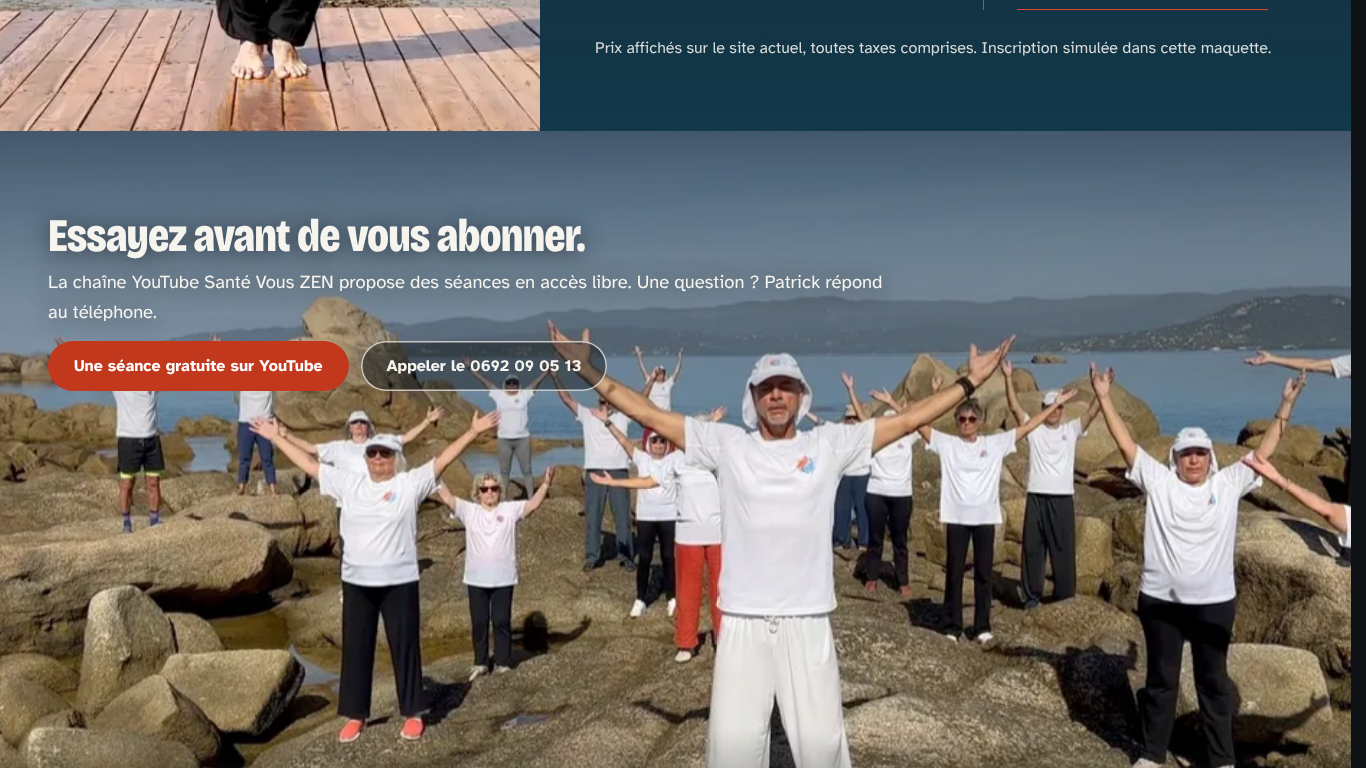 Prix affichés sur le site actuel, toutes taxes comprises. Inscription simulée dans cette maquette.
Essayez avant de vous abonner.
La chaîne YouTube Santé Vous ZEN propose des séances en accès libre. Une question ? Patrick répond
au téléphone.
Une séance gratuite sur YouTube
Appeler le 0692 09 05 13